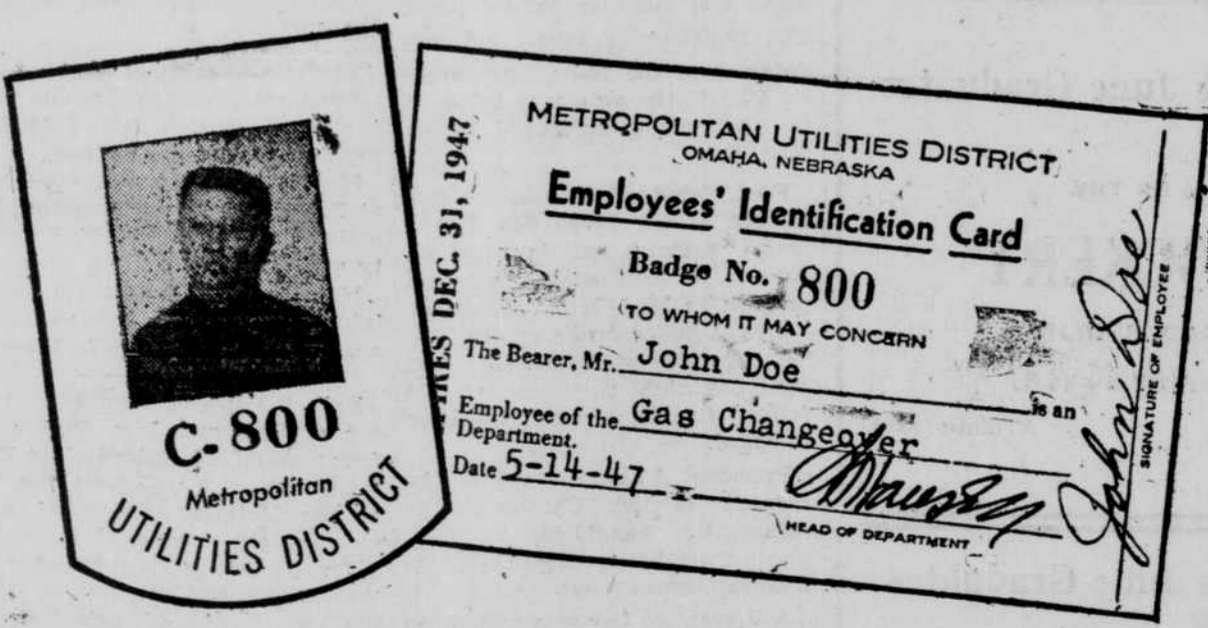 C-800
Metropolitan
UTILITIES DISTRICT
DEC. 31, 1947
METROPOLITAN UTILITIES DISTRICT
OMAHA, NEBRASKA
Employees' Identification Card
Badge No. 800
TO WHOM IT MAY CONCERN
The Bearer, Mr. John Doe is an
Employee of the Gas Changeover
Department.
Date 5-14-47
HEAD OF DEPARTMENT
John Doe
SIGNATURE OF EMPLOYEE